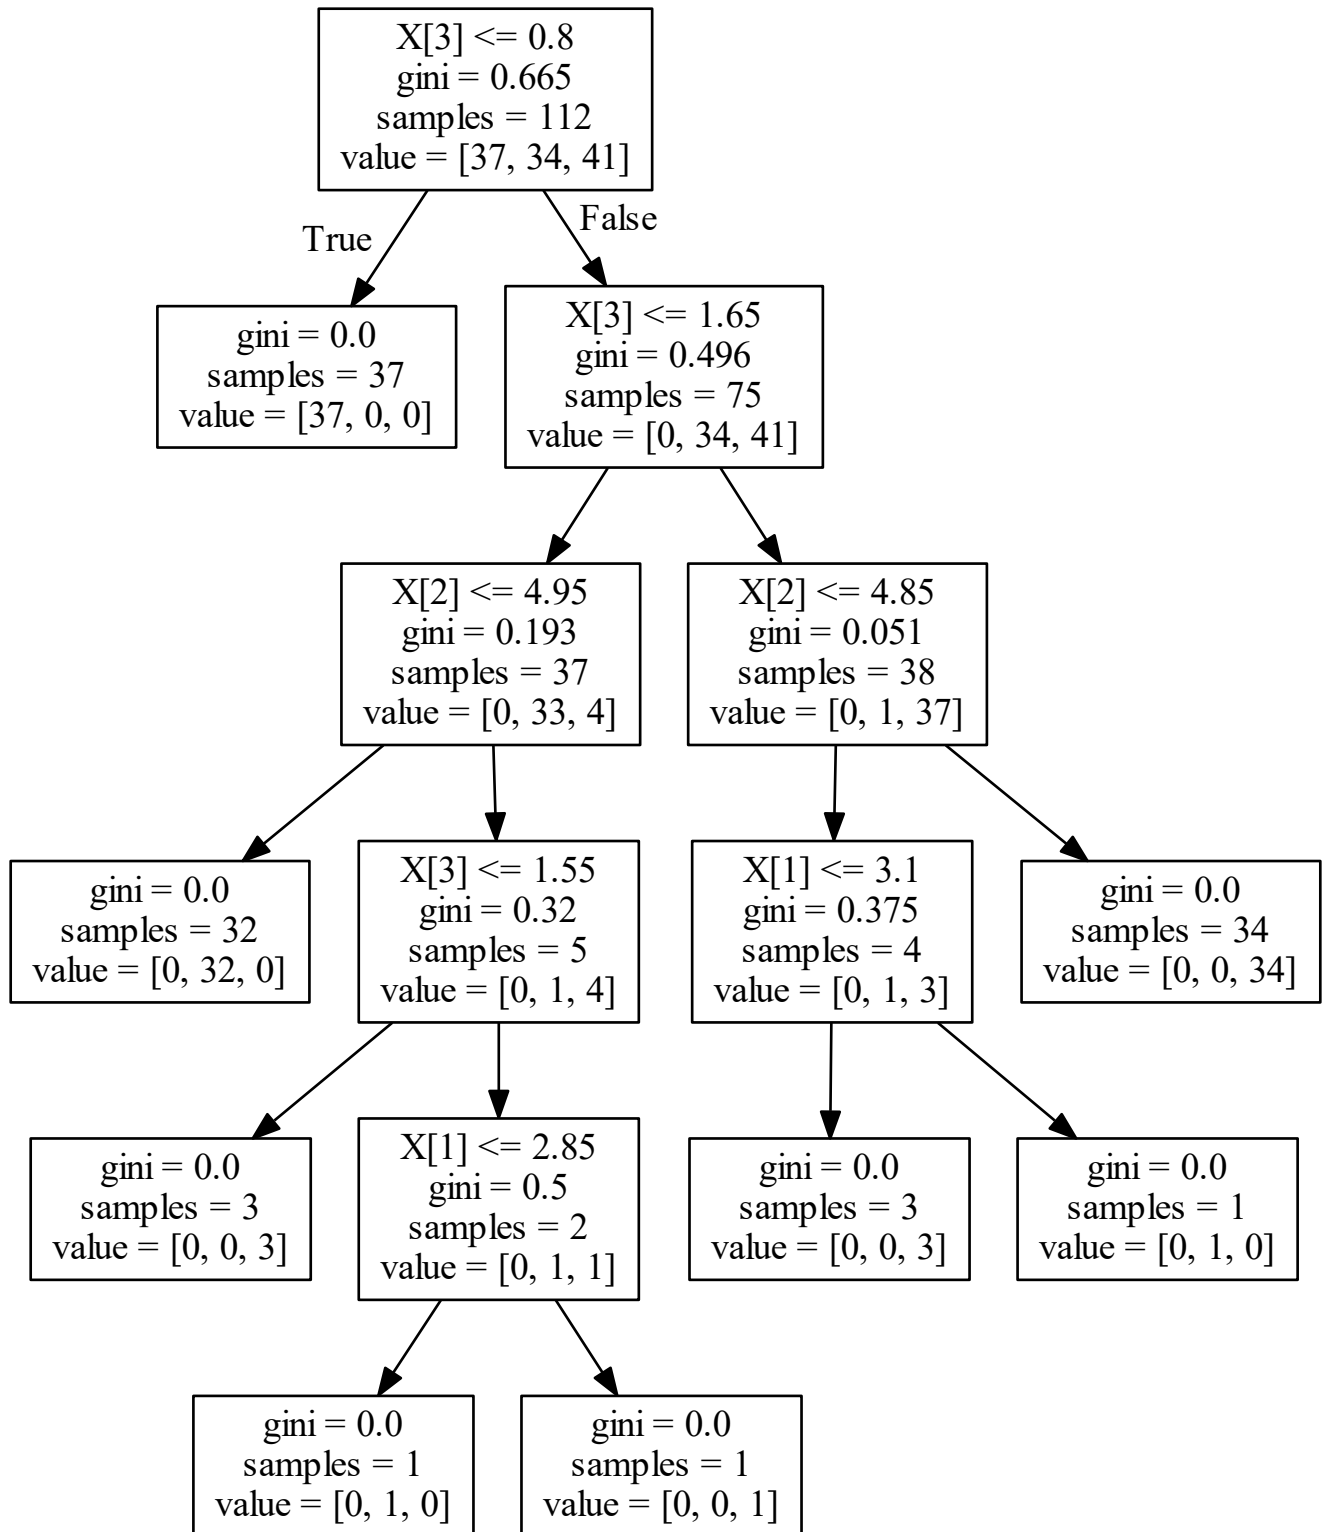 X[3] <= 0.8
gini = 0.665
samples = 112
value = [37, 34, 41]
True
False
gini = 0.0
samples = 37
value = [37, 0, 0]
X[3] <= 1.65
gini = 0.496
samples = 75
value = [0, 34, 41]
X[2] <= 4.95
gini = 0.193
samples = 37
value = [0, 33, 4]
X[2] <= 4.85
gini = 0.051
samples = 38
value = [0, 1, 37]
gini = 0.0
samples = 32
value = [0, 32, 0]
X[3] <= 1.55
gini = 0.32
samples = 5
value = [0, 1, 4]
X[1] <= 3.1
gini = 0.375
samples = 4
value = [0, 1, 3]
gini = 0.0
samples = 34
value = [0, 0, 34]
gini = 0.0
samples = 3
value = [0, 0, 3]
X[1] <= 2.85
gini = 0.5
samples = 2
value = [0, 1, 1]
gini = 0.0
samples = 3
value = [0, 0, 3]
gini = 0.0
samples = 1
value = [0, 1, 0]
gini = 0.0
samples = 1
value = [0, 1, 0]
gini = 0.0
samples = 1
value = [0, 0, 1]